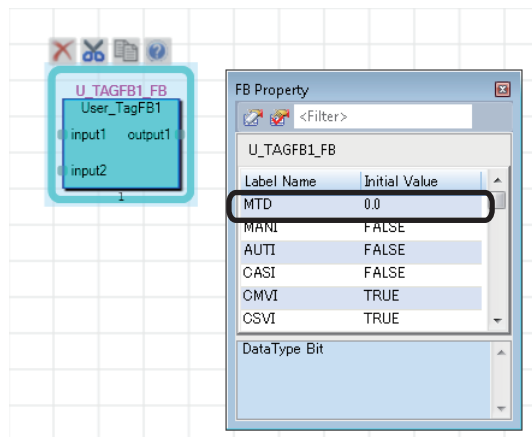 U_TAGFB1_FB
User_TagFB1
input1 output1
input2
1
FB Property
<Filter>
U_TAGFB1_FB
Label Name Initial Value
MTD 0.0
MANI FALSE
AUTI FALSE
CASI FALSE
CMVI TRUE
CSVI TRUE
DataType Bit